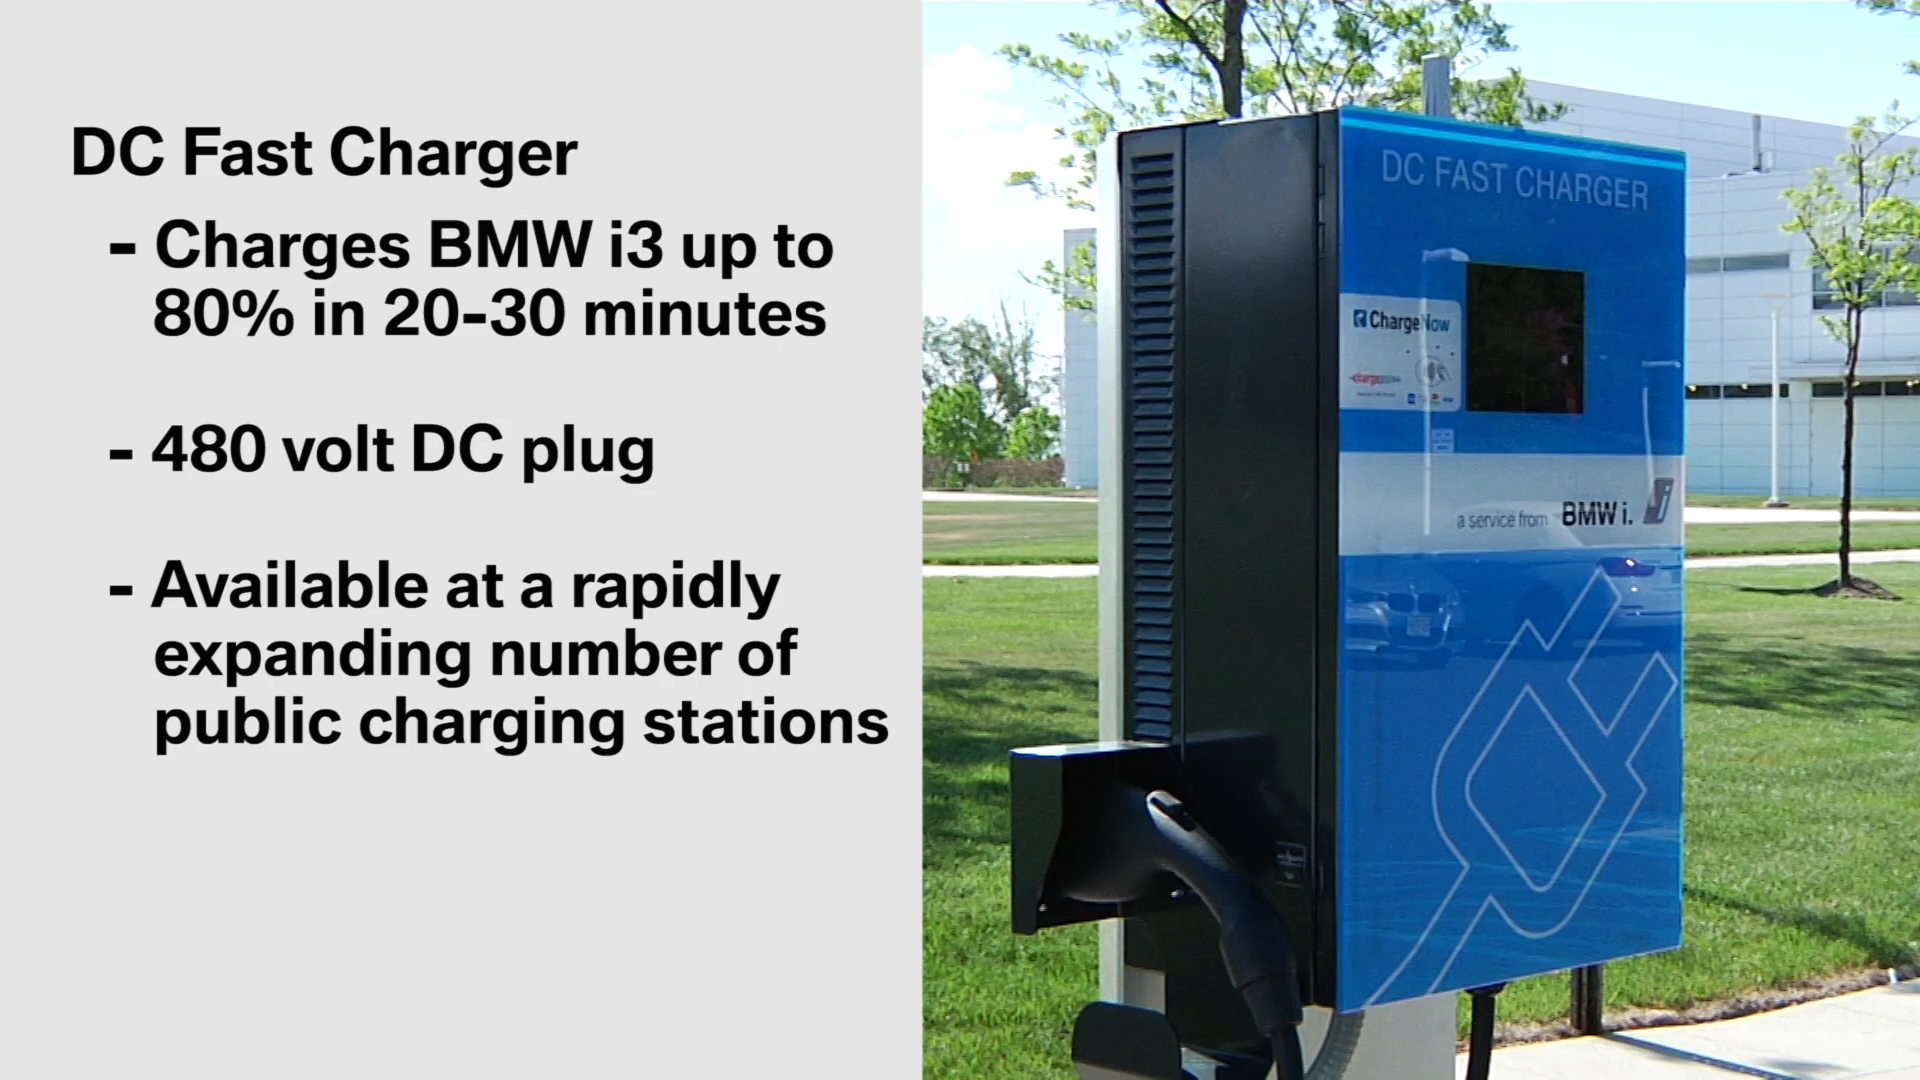 DC Fast Charger
- Charges BMW i3 up to
80% in 20-30 minutes
- 480 volt DC plug
- Available at a rapidly
expanding number of
public charging stations
DC FAST CHARGER
ChargeNow
a service from BMW i.